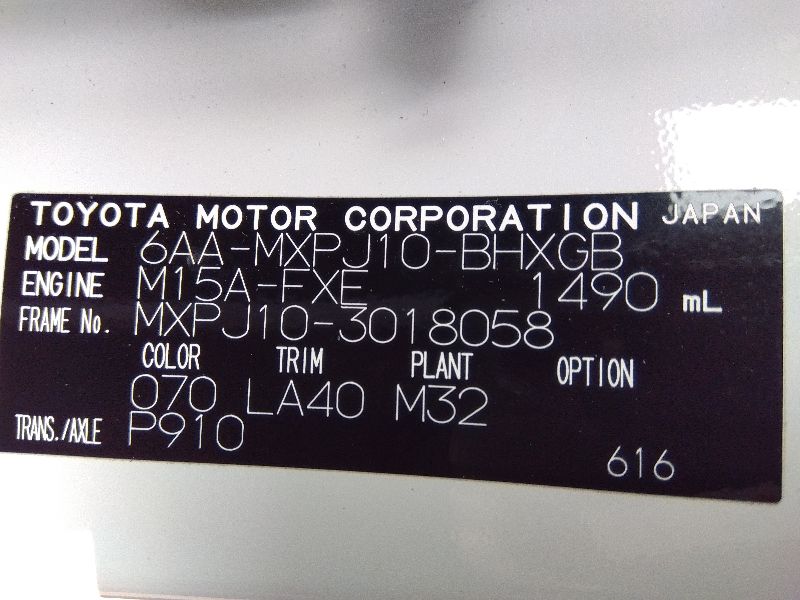 TOYOTA MOTOR CORPORATION JAPAN
MODEL 6AA-MXPJ10-BHXGB
ENGINE M15A-FXE 1490 mL
FRAME No. MXPJ10-3018058
COLOR TRIM PLANT OPTION
070 LA40 M32
TRANS./AXLE P910
616